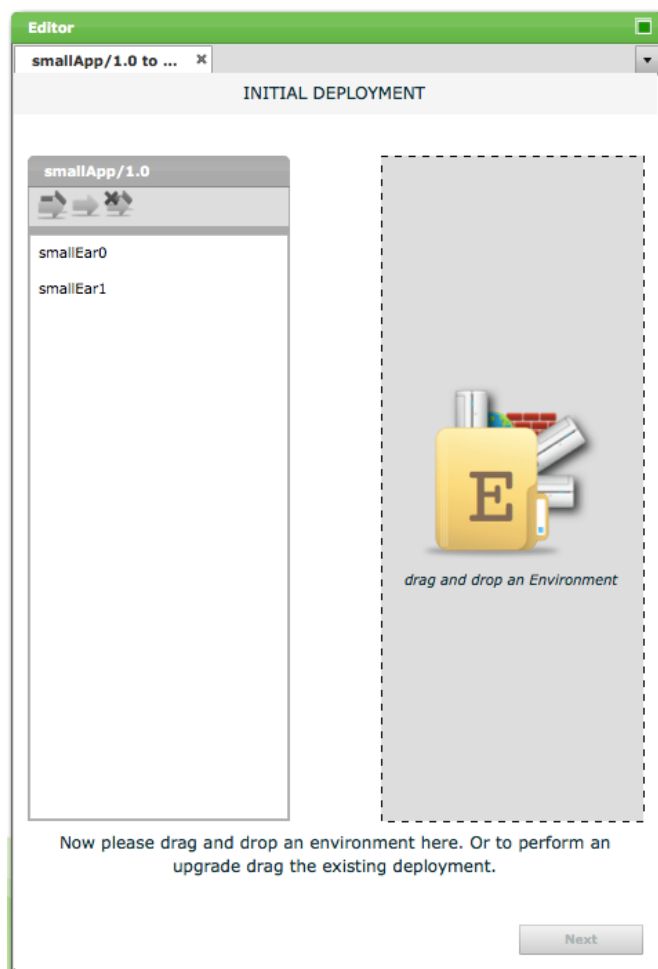 Editor
smallApp/1.0 to ...
INITIAL DEPLOYMENT
smallApp/1.0
smallEar0
smallEar1
E
drag and drop an Environment
Now please drag and drop an environment here. Or to perform an
upgrade drag the existing deployment.
Next